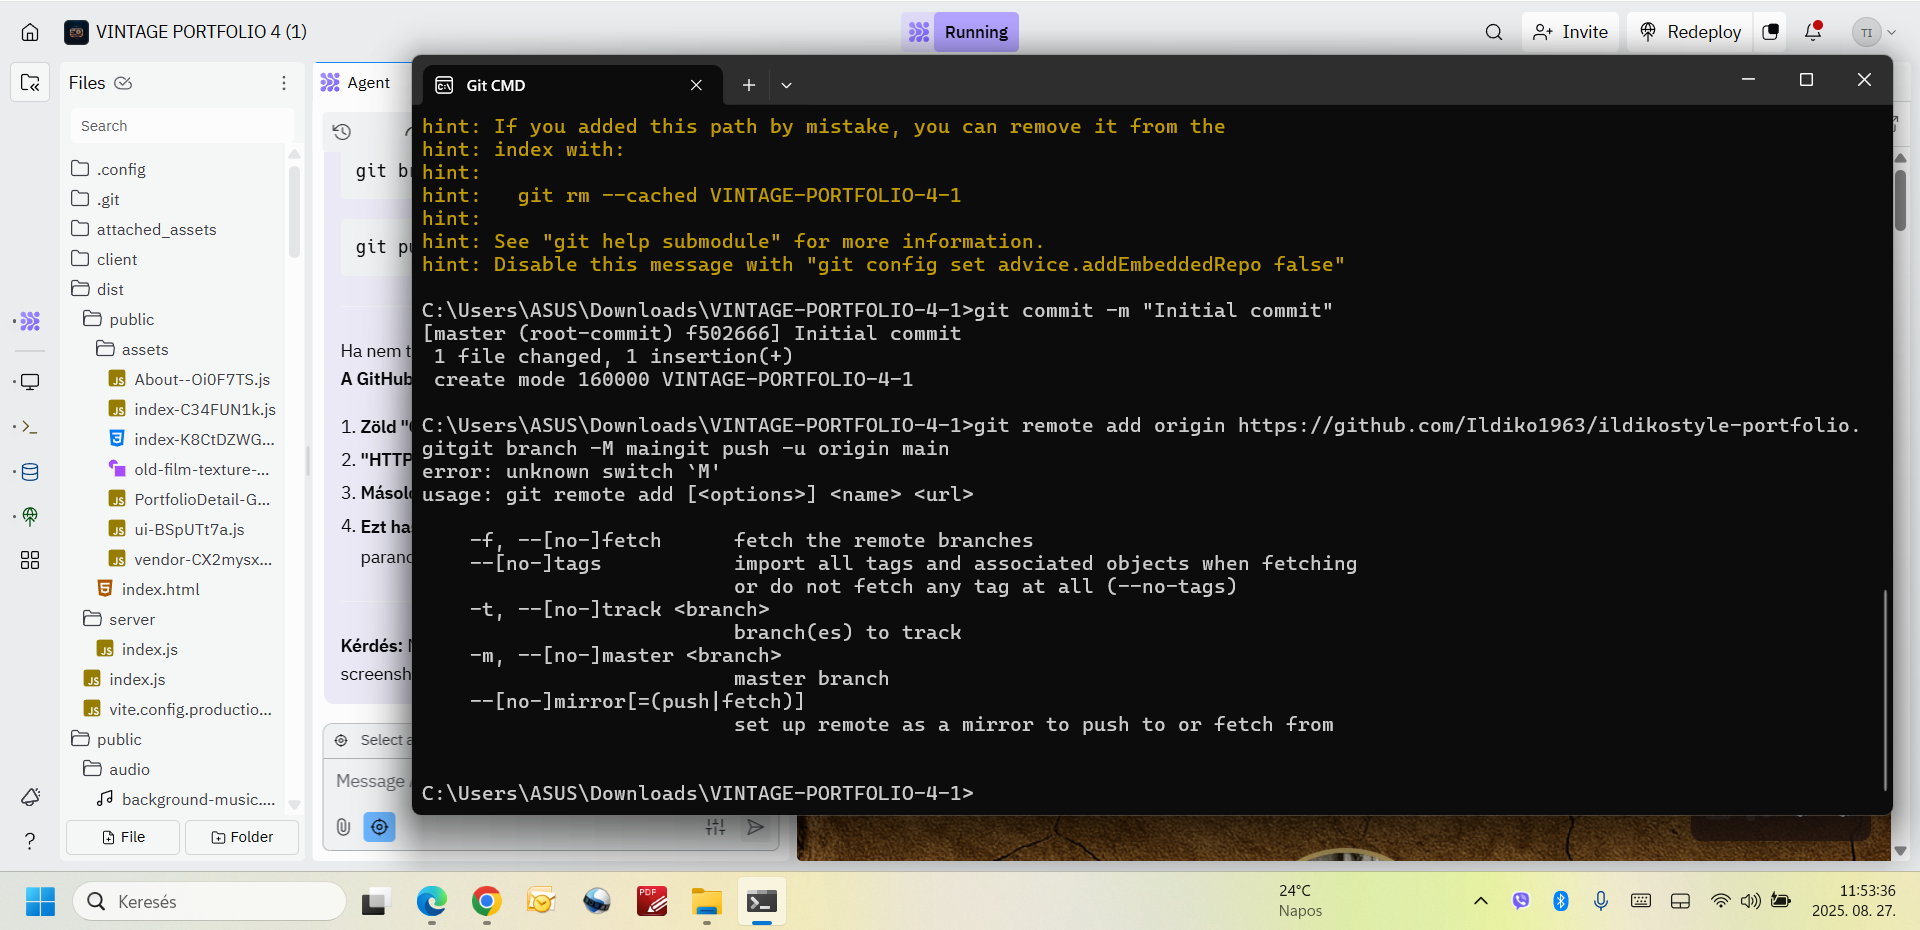 VINTAGE PORTFOLIO 4 (1)
Running
Invite
Redeploy
TI
Files
Search
.config
.git
attached_assets
client
dist
public
assets
JS About--Oi0F7TS.js
JS index-C34FUN1k.js
index-K8CtDZWG...
old-film-texture-...
JS PortfolioDetail-G...
JS ui-BSpUTt7a.js
JS vendor-CX2mysx...
index.html
server
JS index.js
JS index.js
JS vite.config.productio...
public
audio
background-music....
File
Folder
Agent
git b
git p
Ha nem t
A GitHub
1. Zöld "
2. "HTTP
3. Másol
4. Ezt ha
paranc
Kérdés:
screensh
Select
Message
Git CMD
hint: If you added this path by mistake, you can remove it from the
hint: index with:
hint:
hint:   git rm --cached VINTAGE-PORTFOLIO-4-1
hint:
hint: See "git help submodule" for more information.
hint: Disable this message with "git config set advice.addEmbeddedRepo false"
C:\Users\ASUS\Downloads\VINTAGE-PORTFOLIO-4-1>git commit -m "Initial commit"
[master (root-commit) f502666] Initial commit
1 file changed, 1 insertion(+)
create mode 160000 VINTAGE-PORTFOLIO-4-1
C:\Users\ASUS\Downloads\VINTAGE-PORTFOLIO-4-1>git remote add origin https://github.com/Ildiko1963/ildikostyle-portfolio.
gitgit branch -M maingit push -u origin main
error: unknown switch `M'
usage: git remote add [<options>] <name> <url>
-f, --[no-]fetch      fetch the remote branches
--[no-]tags           import all tags and associated objects when fetching
or do not fetch any tag at all (--no-tags)
-t, --[no-]track <branch>
branch(es) to track
-m, --[no-]master <branch>
master branch
--[no-]mirror[=(push|fetch)]
set up remote as a mirror to push to or fetch from
C:\Users\ASUS\Downloads\VINTAGE-PORTFOLIO-4-1>
Keresés
PDF
24°C
Napos
11:53:36
2025. 08. 27.